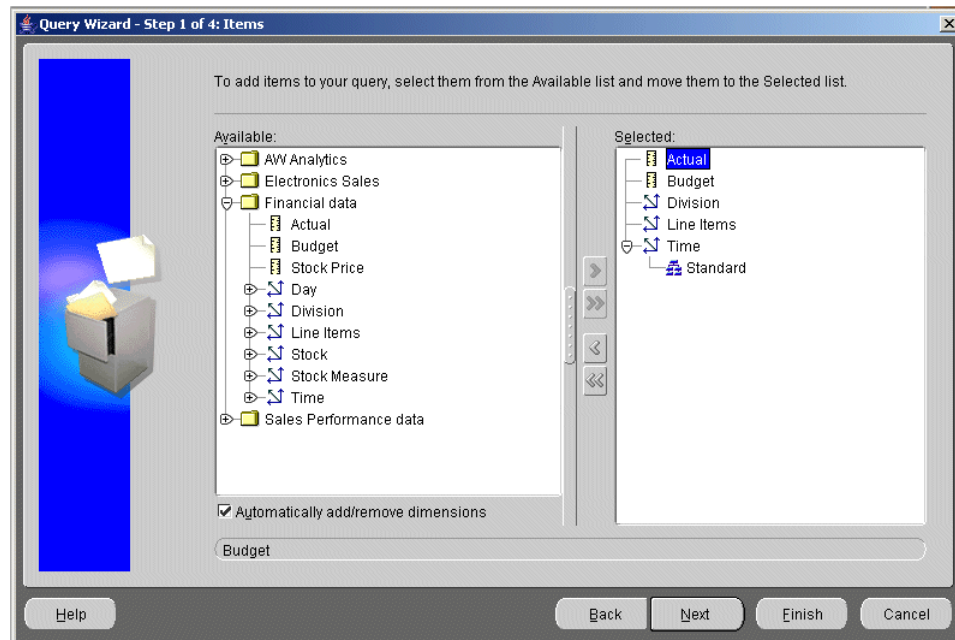 Query Wizard - Step 1 of 4: Items
To add items to your query, select them from the Available list and move them to the Selected list.
Available:
AW Analytics
Electronics Sales
Financial data
Actual
Budget
Stock Price
Day
Division
Line Items
Stock
Stock Measure
Time
Sales Performance data
Automatically add/remove dimensions
Selected:
Actual
Budget
Division
Line Items
Time
Standard
Budget
Help
Back
Next
Finish
Cancel